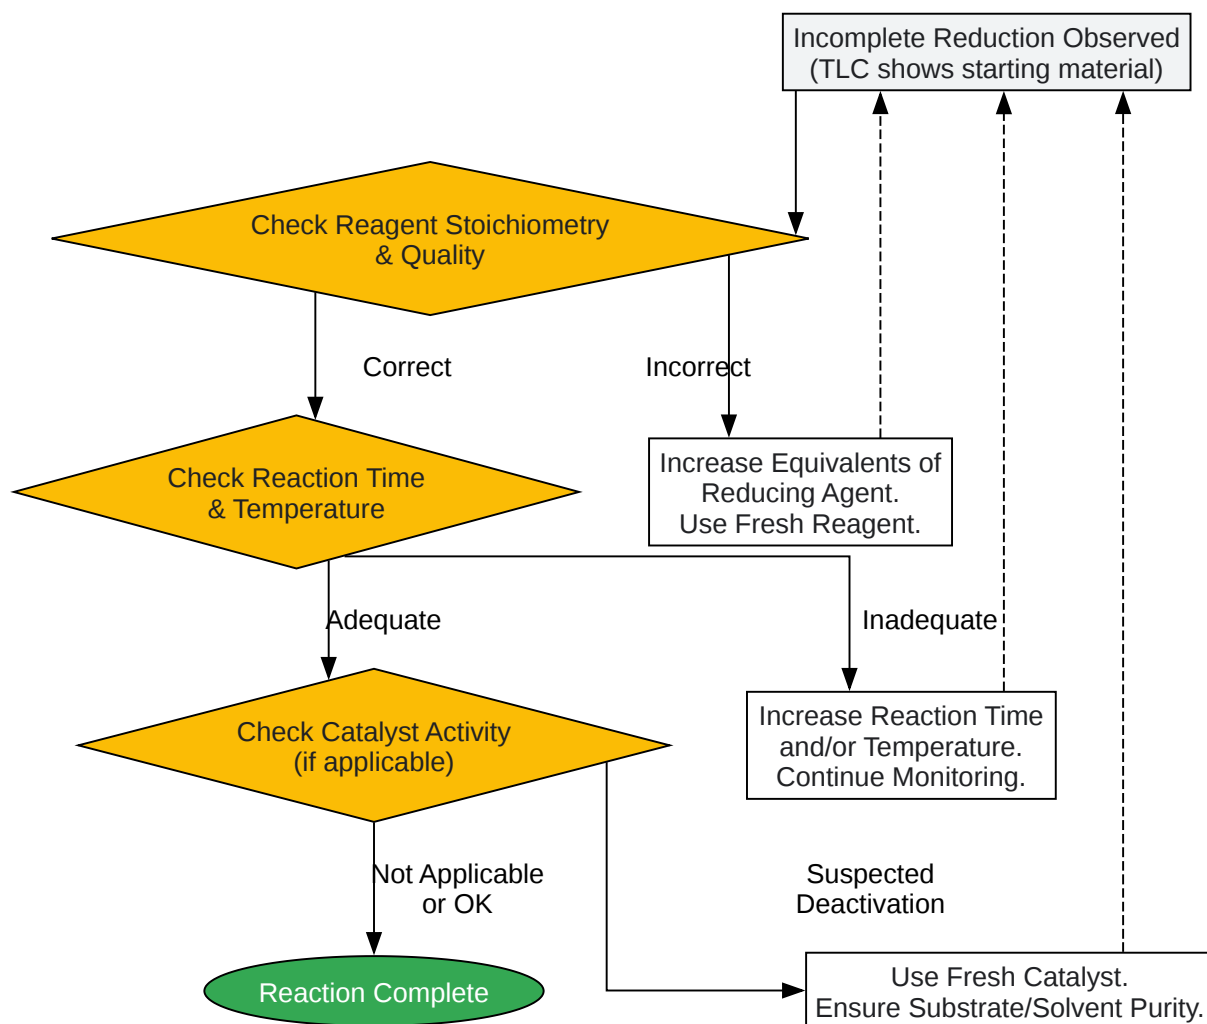 Incomplete Reduction Observed
(TLC shows starting material)
Check Reagent Stoichiometry
& Quality
Correct
Incorrect
Check Reaction Time
& Temperature
Increase Equivalents of
Reducing Agent.
Use Fresh Reagent.
Adequate
Inadequate
Check Catalyst Activity
(if applicable)
Increase Reaction Time
and/or Temperature.
Continue Monitoring.
Not Applicable
or OK
Suspected
Deactivation
Reaction Complete
Use Fresh Catalyst.
Ensure Substrate/Solvent Purity.